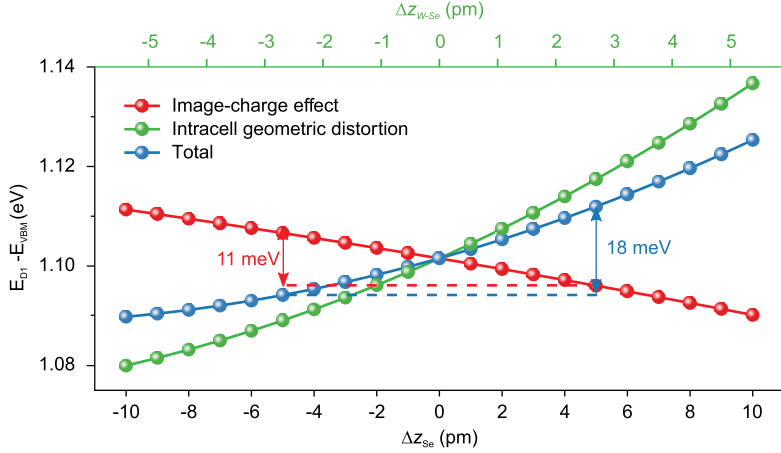 Δz_W-Se (pm)
-5 -4 -3 -2 -1 0 1 2 3 4 5
1.14
1.12
1.10
1.08
E_D1 -E_VBM (eV)
Image-charge effect
Intracell geometric distortion
Total
11 meV
18 meV
-10 -8 -6 -4 -2 0 2 4 6 8 10
Δz_Se (pm)